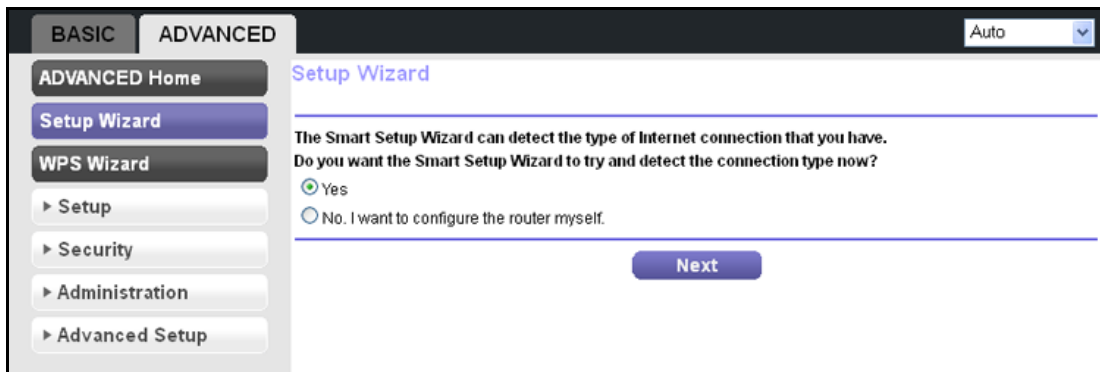 BASIC
ADVANCED
Auto
ADVANCED Home
Setup Wizard
WPS Wizard
Setup
Security
Administration
Advanced Setup
Setup Wizard
The Smart Setup Wizard can detect the type of Internet connection that you have.
Do you want the Smart Setup Wizard to try and detect the connection type now?
Yes
No. I want to configure the router myself.
Next